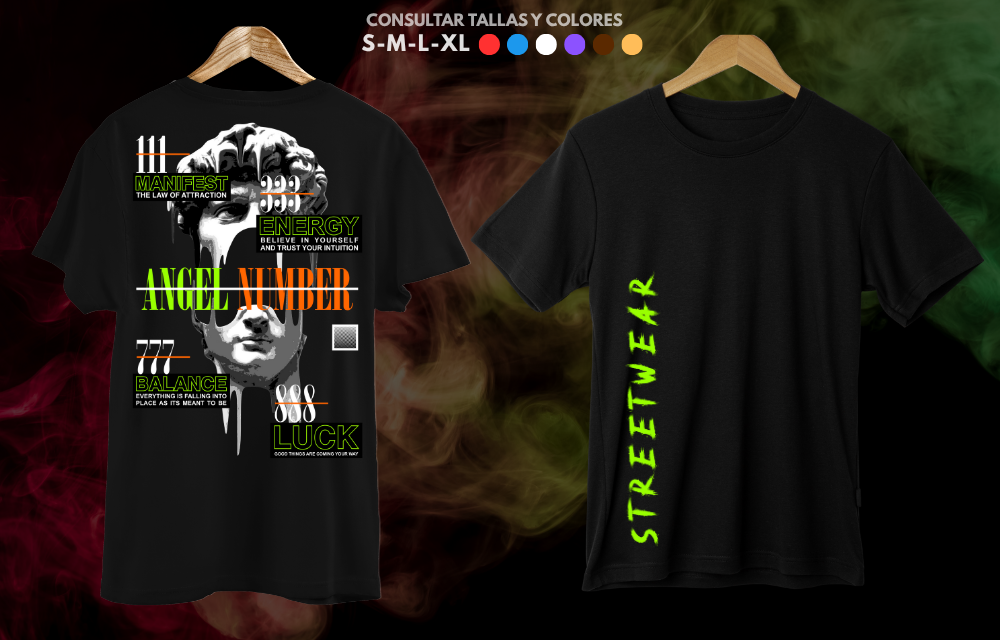 CONSULTAR TALLAS Y COLORES
S-M-L-XL
111
MANIFEST
THE LAW OF ATTRACTION
333
ENERGY
BELIEVE IN YOURSELF
AND TRUST YOUR INTUITION
ANGEL NUMBER
777
BALANCE
EVERYTHING IS FALLING INTO
PLACE AS ITS MEANT TO BE
888
LUCK
GOOD THINGS ARE COMING YOUR WAY
STREETWEAR